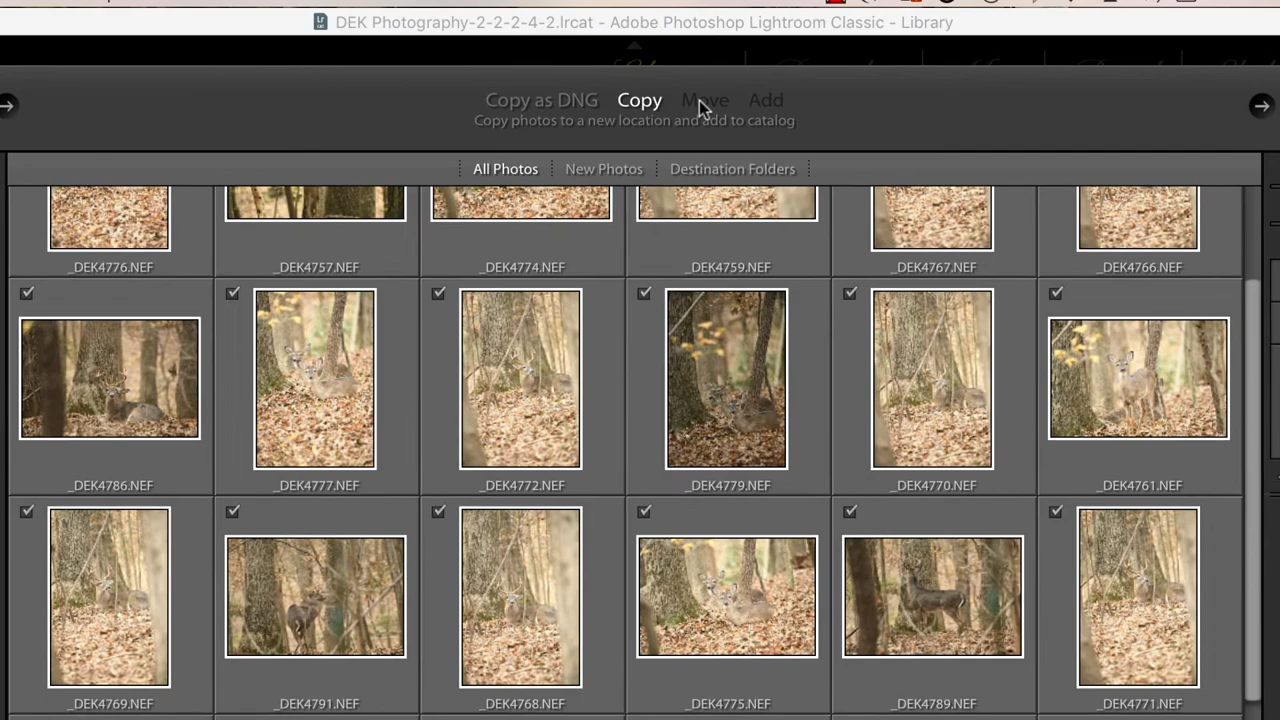 Lr DEK Photography-2-2-2-4-2.lrcat - Adobe Photoshop Lightroom Classic - Library
Copy as DNG Copy Move Add
Copy photos to a new location and add to catalog
All Photos New Photos Destination Folders
_DEK4776.NEF _DEK4757.NEF _DEK4774.NEF _DEK4759.NEF _DEK4767.NEF _DEK4766.NEF
_DEK4786.NEF _DEK4777.NEF _DEK4772.NEF _DEK4779.NEF _DEK4770.NEF _DEK4761.NEF
_DEK4769.NEF _DEK4791.NEF _DEK4768.NEF _DEK4775.NEF _DEK4789.NEF _DEK4771.NEF